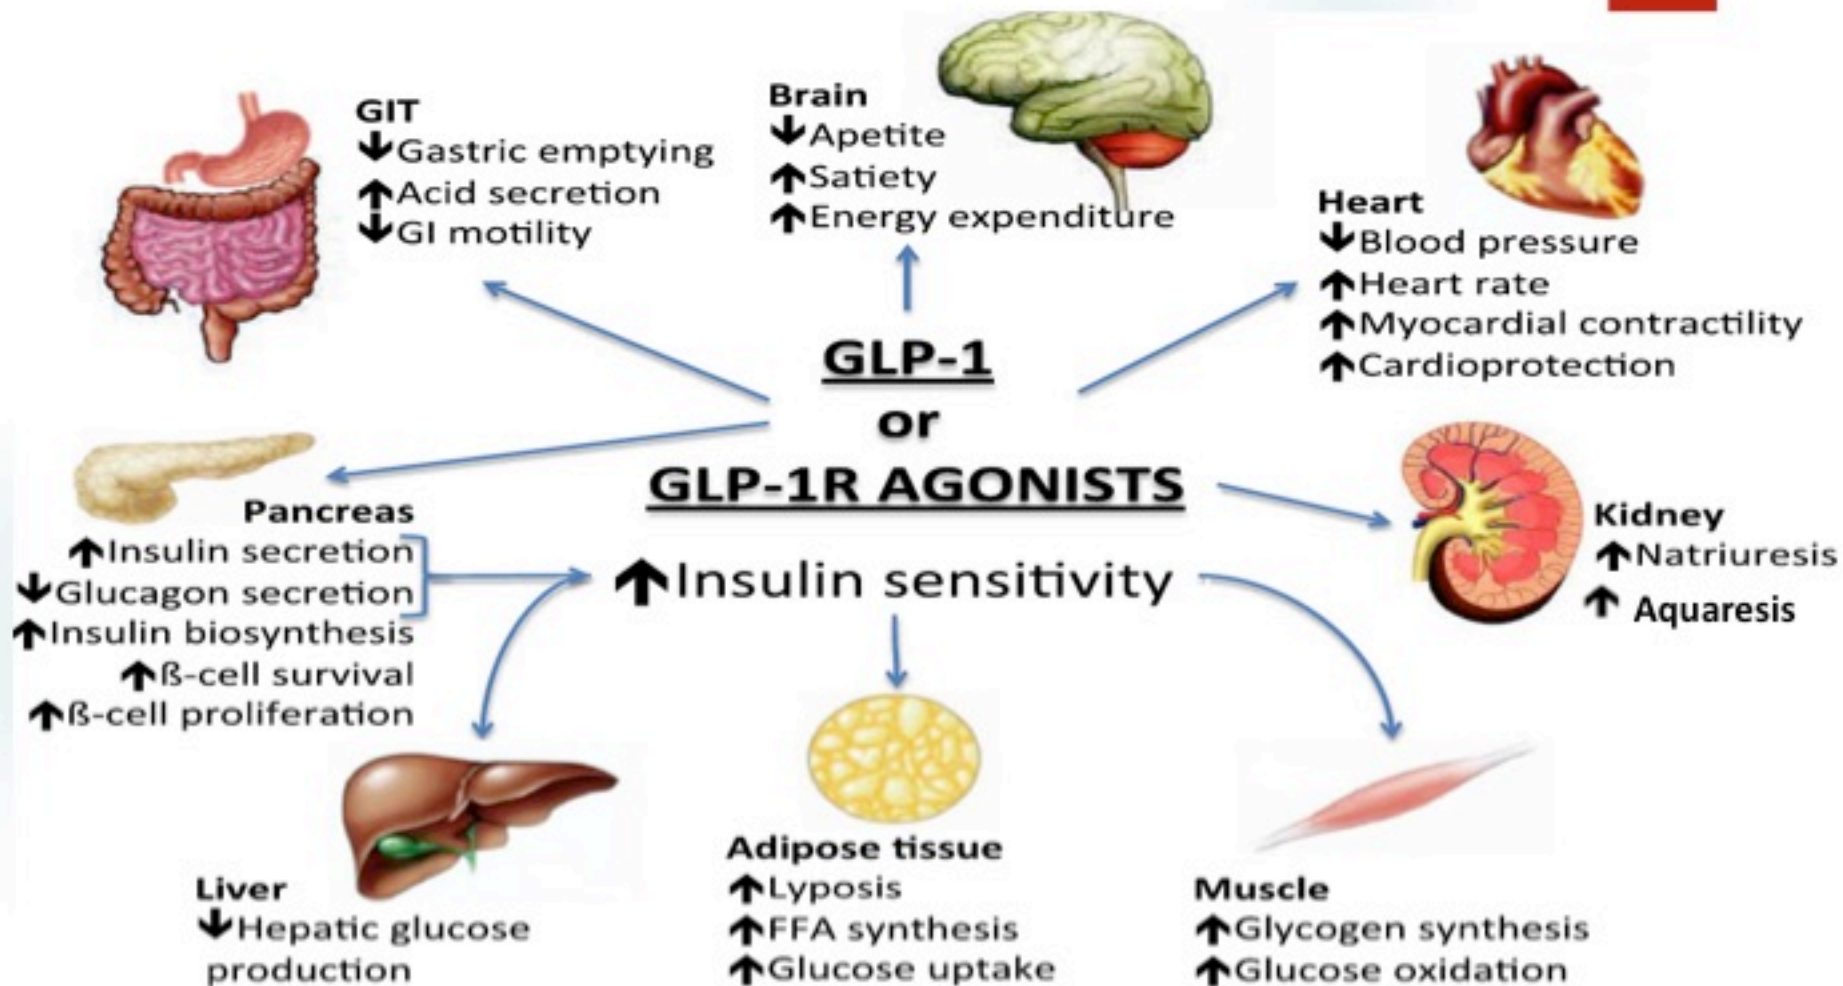 GIT
↓Gastric emptying
↑Acid secretion
↓GI motility
Brain
↓Apetite
↑Satiety
↑Energy expenditure
Heart
↓Blood pressure
↑Heart rate
↑Myocardial contractility
↑Cardioprotection
GLP-1
or
GLP-1R AGONISTS
↑Insulin sensitivity
Pancreas
↑Insulin secretion
↓Glucagon secretion
↑Insulin biosynthesis
↑ß-cell survival
↑ß-cell proliferation
Kidney
↑Natriuresis
↑ Aquaresis
Liver
↓Hepatic glucose
production
Adipose tissue
↑Lyposis
↑FFA synthesis
↑Glucose uptake
Muscle
↑Glycogen synthesis
↑Glucose oxidation